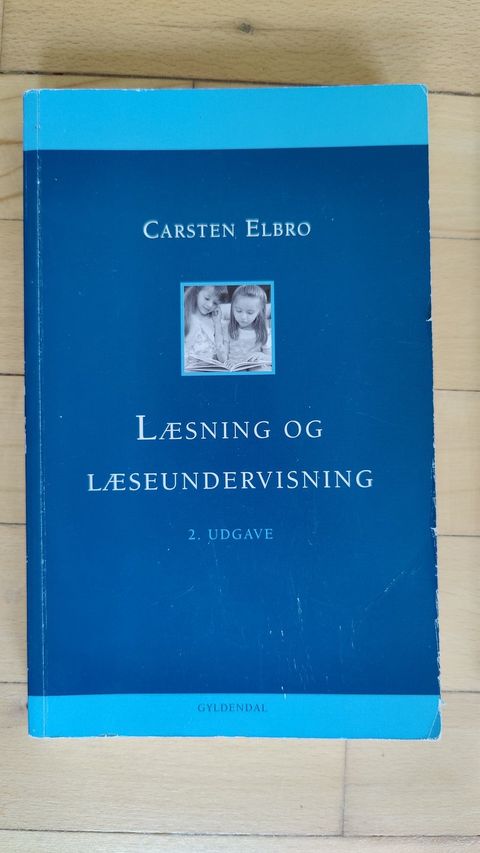 CARSTEN ELBRO
LÆSNING OG
LÆSEUNDERVISNING
2. UDGAVE
GYLDENDAL